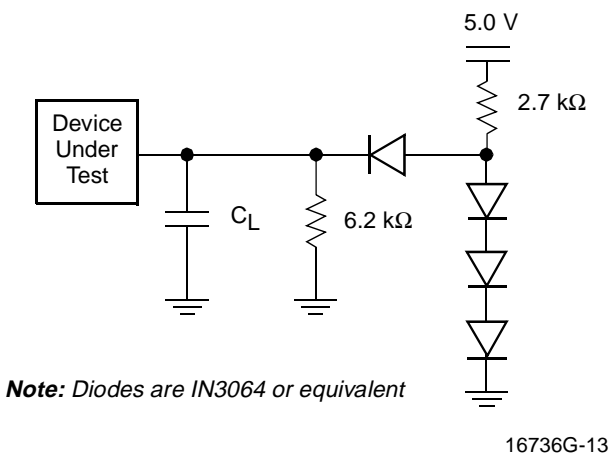 5.0 V
2.7 kΩ
Device
Under
Test
CL
6.2 kΩ
Note: Diodes are IN3064 or equivalent
16736G-13